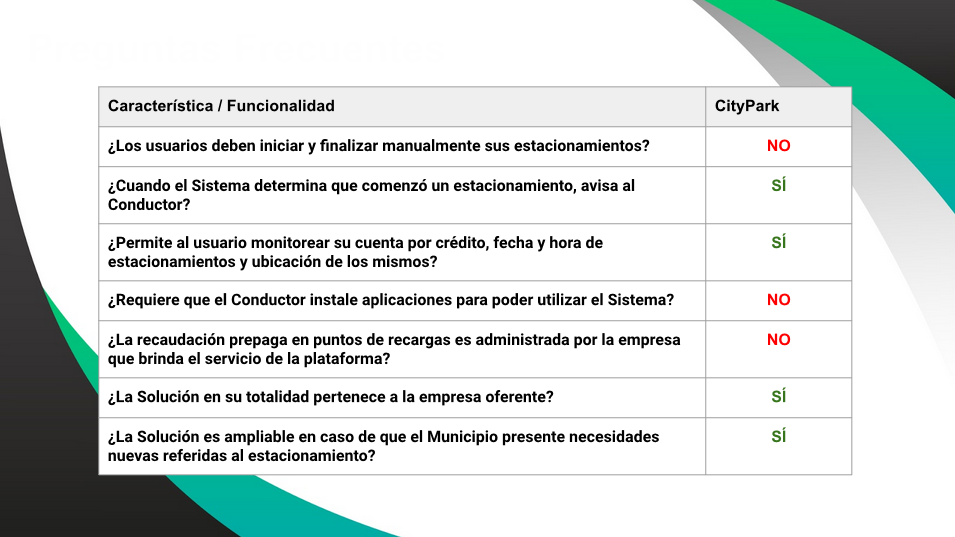 Característica / Funcionalidad
CityPark
¿Los usuarios deben iniciar y finalizar manualmente sus estacionamientos?
NO
¿Cuando el Sistema determina que comenzó un estacionamiento, avisa al
Conductor?
SÍ
¿Permite al usuario monitorear su cuenta por crédito, fecha y hora de
estacionamientos y ubicación de los mismos?
SÍ
¿Requiere que el Conductor instale aplicaciones para poder utilizar el Sistema?
NO
¿La recaudación prepaga en puntos de recargas es administrada por la empresa
que brinda el servicio de la plataforma?
NO
¿La Solución en su totalidad pertenece a la empresa oferente?
SÍ
¿La Solución es ampliable en caso de que el Municipio presente necesidades
nuevas referidas al estacionamiento?
SÍ